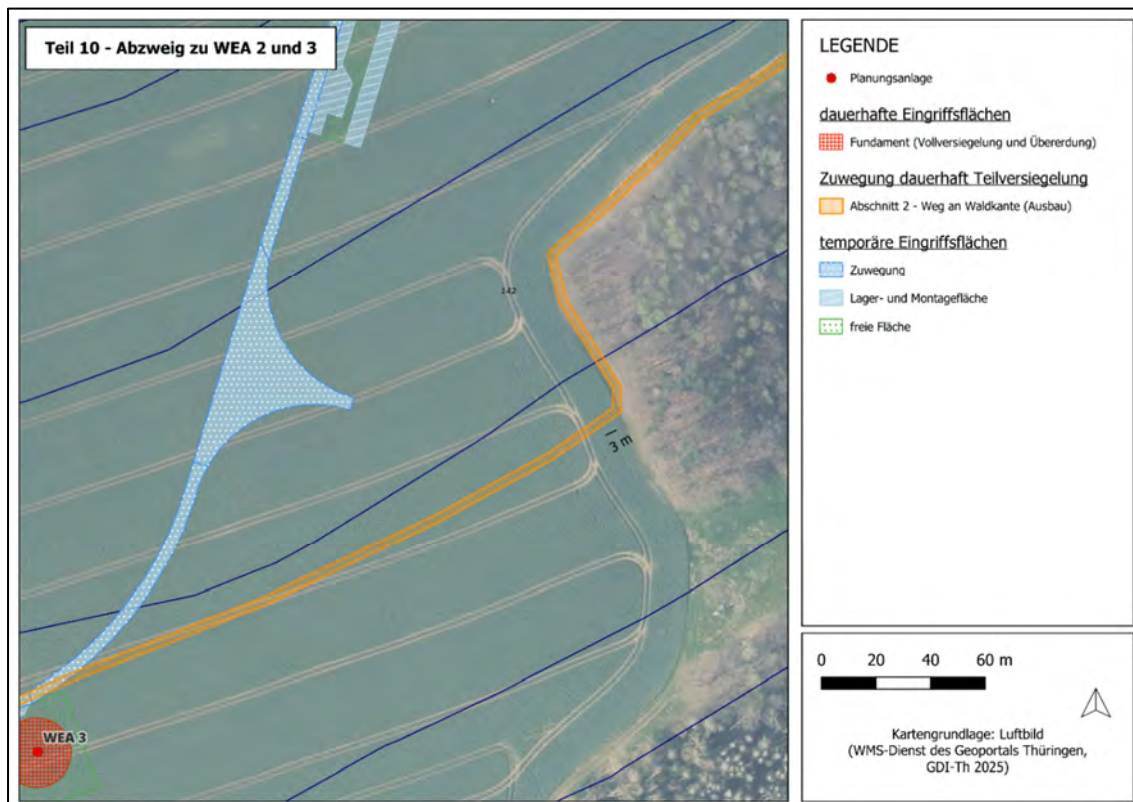 Teil 10 - Abzweig zu WEA 2 und 3
142
3 m
WEA 3
LEGENDE
Planungsanlage
dauerhafte Eingriffsflächen
Fundament (Vollversiegelung und Übererdung)
Zuwegung dauerhaft Teilversiegelung
Abschnitt 2 - Weg an Waldkante (Ausbau)
temporäre Eingriffsflächen
Zuwegung
Lager- und Montagefläche
freie Fläche
0 20 40 60 m
Kartengrundlage: Luftbild
(WMS-Dienst des Geoportals Thüringen,
GDI-Th 2025)